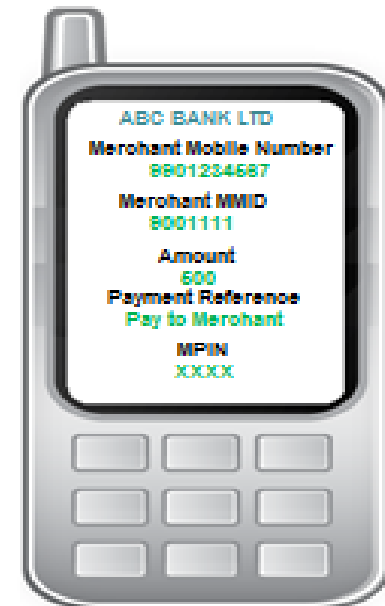 ABC BANK LTD
Merchant Mobile Number
9901234567
Merchant MMID
9001111
Amount
500
Payment Reference
Pay to Merchant
MPIN
XXXX